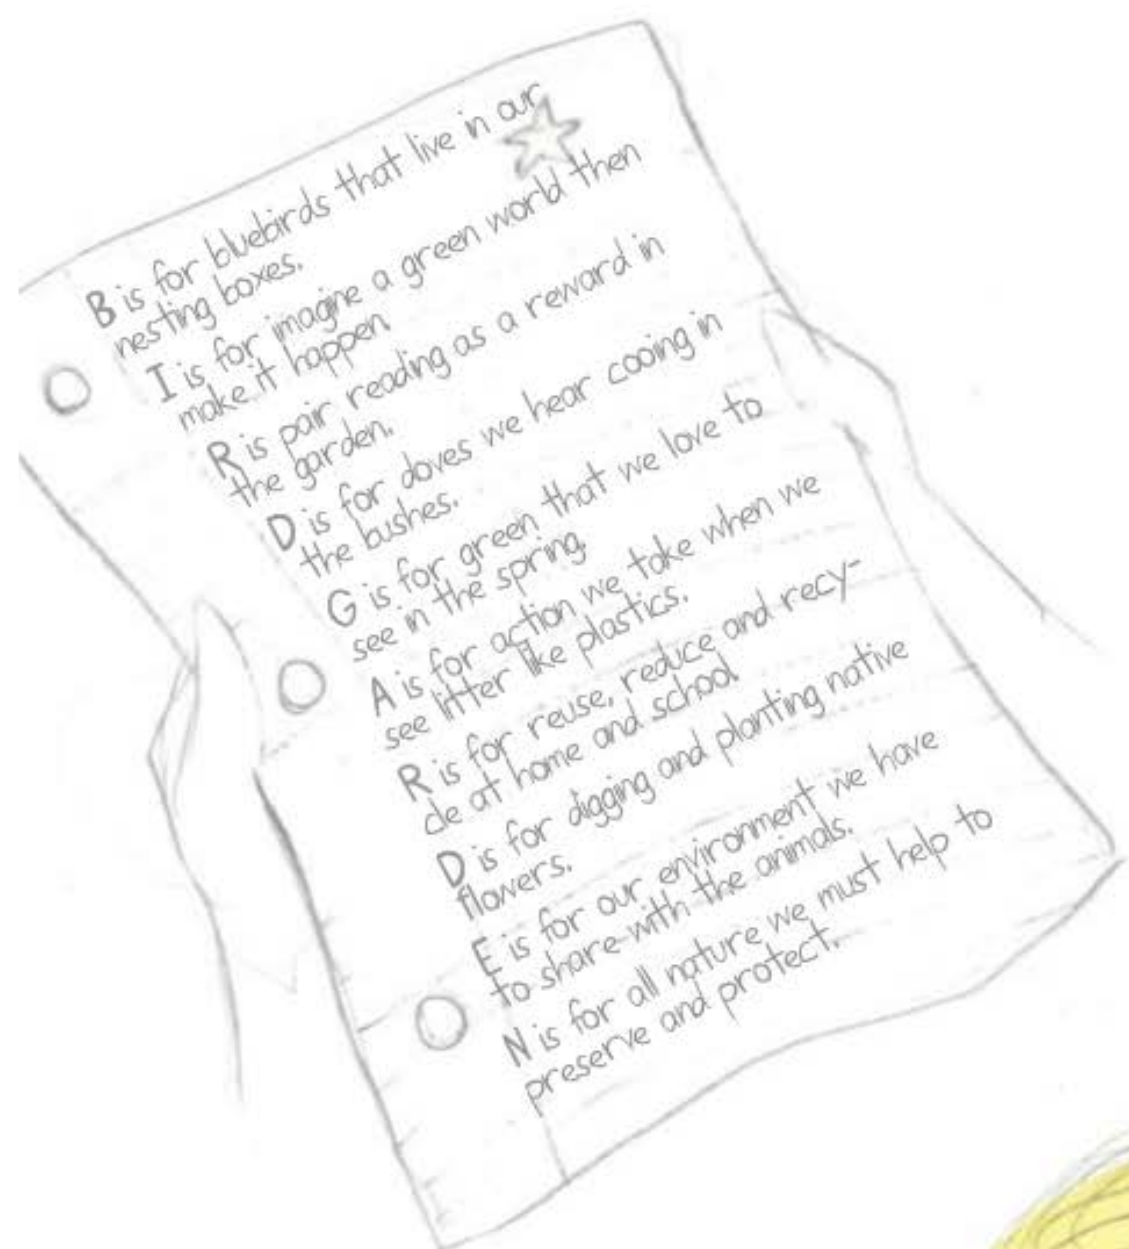 B is for bluebirds that live in our
nesting boxes.
I is for imagine a green world then
make it happen.
R is pair reading as a reward in
the garden.
D is for doves we hear cooing in
the bushes.
G is for green that we love to
see in the spring.
A is for action we take when we
see litter like plastics.
R is for reuse, reduce and recy-
cle at home and school
D is for digging and planting native
flowers.
E is for our environment we have
to share with the animals.
N is for all nature we must help to
preserve and protect.